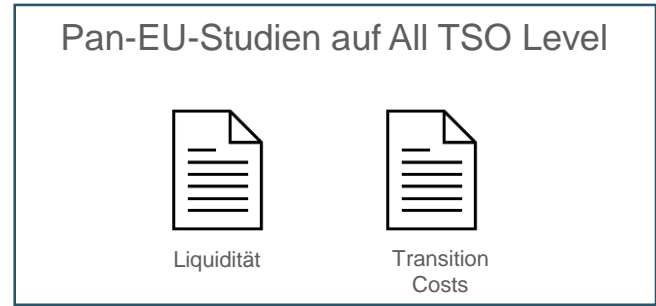 Pan-EU-Studien auf All TSO Level
Liquidität
Transition
Costs